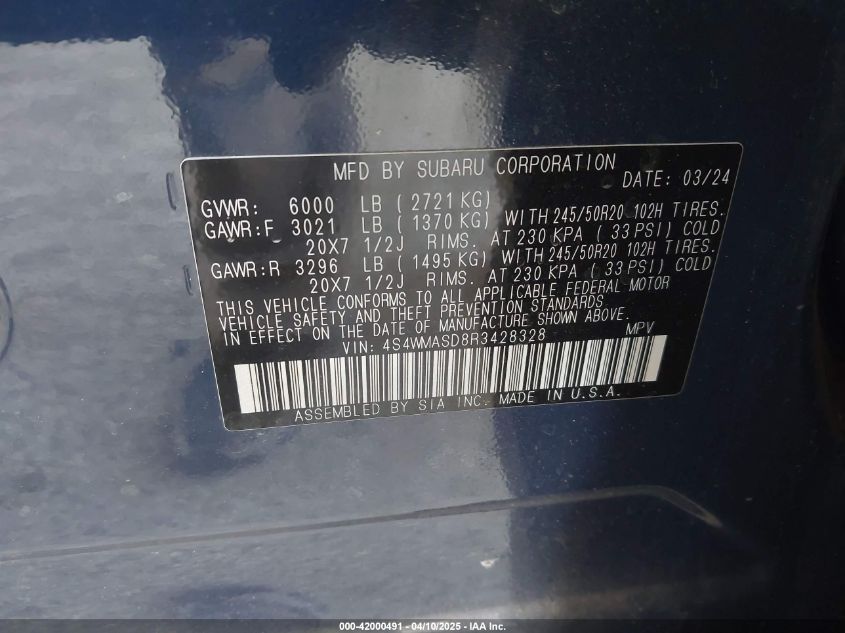 MFD BY SUBARU CORPORATION
DATE: 03/24
GVWR: 6000 LB ( 2721 KG)
GAWR:F 3021 LB ( 1370 KG) WITH 245/50R20 102H TIRES.
20X7 1/2J RIMS. AT 230 KPA ( 33 PSI) COLD
GAWR:R 3296 LB ( 1495 KG) WITH 245/50R20 102H TIRES.
20X7 1/2J RIMS. AT 230 KPA ( 33 PSI) COLD
THIS VEHICLE CONFORMS TO ALL APPLICABLE FEDERAL MOTOR
VEHICLE SAFETY AND THEFT PREVENTION STANDARDS
IN EFFECT ON THE DATE OF MANUFACTURE SHOWN ABOVE.
VIN: 4S4WMASD8R3428328 MPV
ASSEMBLED BY SIA INC. MADE IN U.S.A.
000-42000491 - 04/10/2025 - IAA Inc.